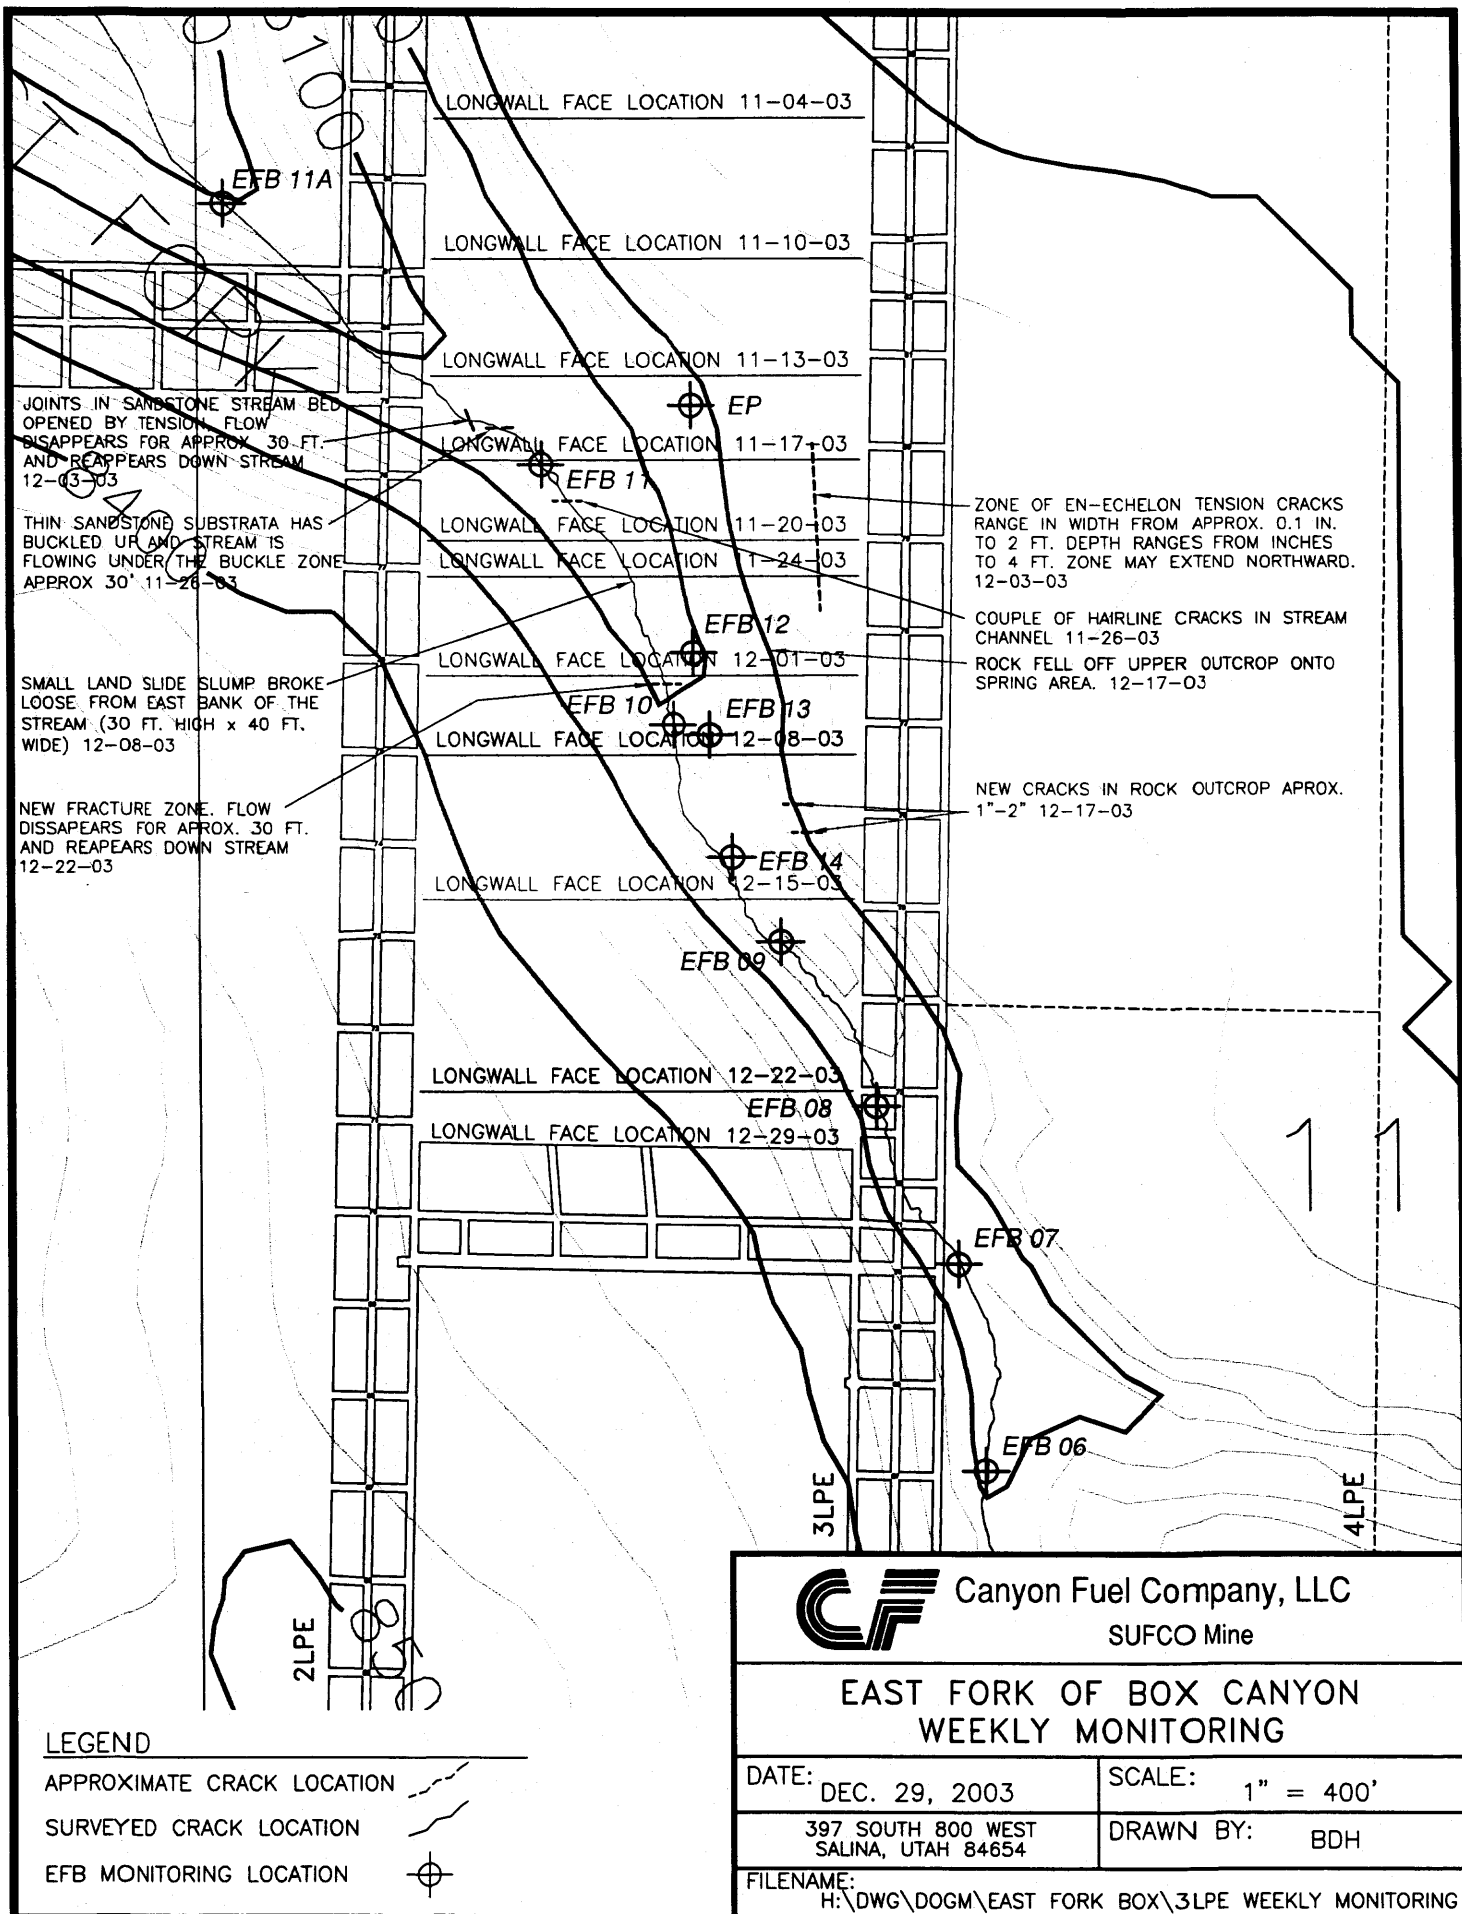 8100
LONGWALL FACE LOCATION 11-04-03
EFB 11A
LONGWALL FACE LOCATION 11-10-03
LONGWALL FACE LOCATION 11-13-03
EP
JOINTS IN SANDSTONE STREAM BED
OPENED BY TENSION, FLOW
DISAPPEARS FOR APPROX. 30 FT.
AND REAPPEARS DOWN STREAM
12-03-03
LONGWALL FACE LOCATION 11-17-03
EFB 11
THIN SANDSTONE SUBSTRATA HAS
BUCKLED UP AND STREAM IS
FLOWING UNDER THE BUCKLE ZONE
APPROX 30' 11-26-03
8400
LONGWALL FACE LOCATION 11-20-03
LONGWALL FACE LOCATION 11-24-03
ZONE OF EN-ECHELON TENSION CRACKS
RANGE IN WIDTH FROM APPROX. 0.1 IN.
TO 2 FT. DEPTH RANGES FROM INCHES
TO 4 FT. ZONE MAY EXTEND NORTHWARD.
12-03-03
COUPLE OF HAIRLINE CRACKS IN STREAM
CHANNEL 11-26-03
EFB 12
LONGWALL FACE LOCATION 12-01-03
ROCK FELL OFF UPPER OUTCROP ONTO
SPRING AREA. 12-17-03
SMALL LAND SLIDE SLUMP BROKE
LOOSE FROM EAST BANK OF THE
STREAM (30 FT. HIGH x 40 FT.
WIDE) 12-08-03
EFB 10
EFB 13
LONGWALL FACE LOCATION 12-08-03
NEW CRACKS IN ROCK OUTCROP APROX.
1"-2" 12-17-03
NEW FRACTURE ZONE. FLOW
DISSAPEARS FOR APROX. 30 FT.
AND REAPEARS DOWN STREAM
12-22-03
EFB 14
LONGWALL FACE LOCATION 12-15-03
EFB 09
LONGWALL FACE LOCATION 12-22-03
EFB 08
LONGWALL FACE LOCATION 12-29-03
11
EFB 07
EFB 06
2LPE
3LPE
4LPE
8500
CF
Canyon Fuel Company, LLC
SUFCO Mine
EAST FORK OF BOX CANYON
WEEKLY MONITORING
DATE: DEC. 29, 2003
SCALE: 1" = 400'
397 SOUTH 800 WEST
SALINA, UTAH 84654
DRAWN BY: BDH
FILENAME:
H:\DWG\DOGM\EAST FORK BOX\3LPE WEEKLY MONITORING
LEGEND
APPROXIMATE CRACK LOCATION
SURVEYED CRACK LOCATION
EFB MONITORING LOCATION